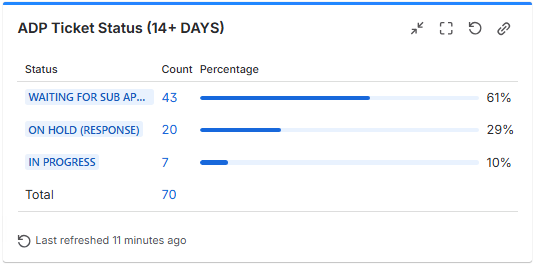 ADP Ticket Status (14+ DAYS)
Status Count Percentage
WAITING FOR SUB AP... 43 61%
ON HOLD (RESPONSE) 20 29%
IN PROGRESS 7 10%
Total 70
Last refreshed 11 minutes ago